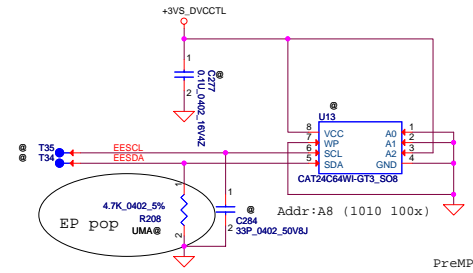 +3VS_DVCCTL
1
2
C277
0.1U_0402_16V4Z
@
@
U13
8 VCC A0 1
7 WP A1 2
6 SCL A2 3
5 SDA GND 4
CAT24C64WI-GT3_SO8
@ T35 EESCL
@ T34 EESDA
1
2
4.7K_0402_5%
R208
UMA@
EP pop
1
2
@
C284
33P_0402_50V8J
Addr:A8 (1010 100x)
PreMP